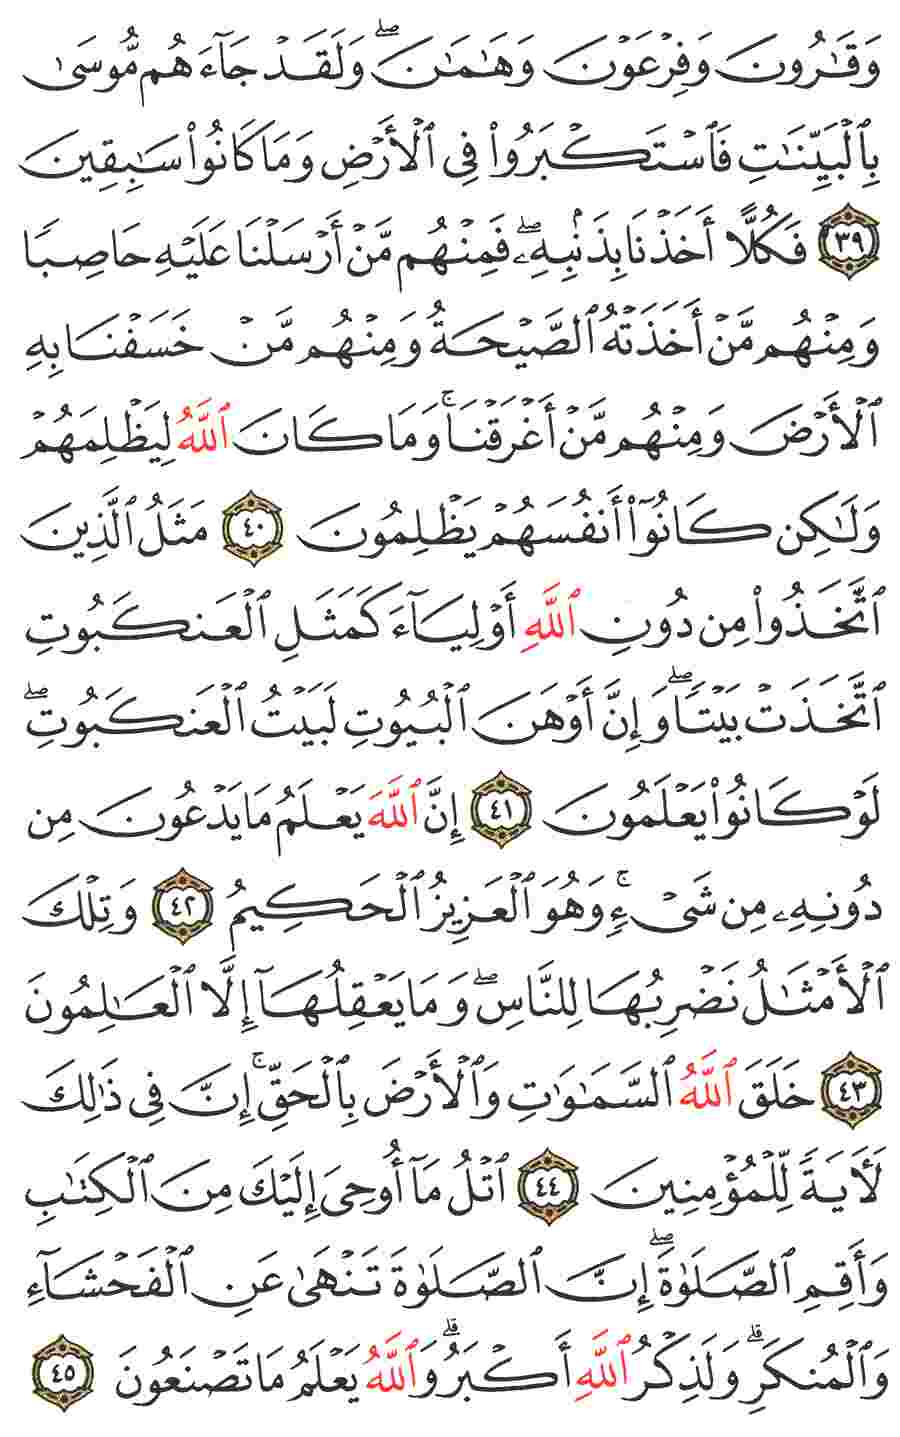 وَقَٰرُونَ وَفِرْعَوْنَ وَهَٰمَٰنَ ۖ وَلَقَدْ جَآءَهُم مُّوسَىٰ
بِٱلْبَيِّنَٰتِ فَٱسْتَكْبَرُوا۟ فِى ٱلْأَرْضِ وَمَا كَانُوا۟ سَٰبِقِينَ
٣٩ فَكُلًّا أَخَذْنَا بِذَنۢبِهِۦ ۖ فَمِنْهُم مَّنْ أَرْسَلْنَا عَلَيْهِ حَاصِبًا
وَمِنْهُم مَّنْ أَخَذَتْهُ ٱلصَّيْحَةُ وَمِنْهُم مَّنْ خَسَفْنَا بِهِ
ٱلْأَرْضَ وَمِنْهُم مَّنْ أَغْرَقْنَا ۚ وَمَا كَانَ ٱللَّهُ لِيَظْلِمَهُمْ
وَلَٰكِن كَانُوٓا۟ أَنفُسَهُمْ يَظْلِمُونَ ٤٠ مَثَلُ ٱلَّذِينَ
ٱتَّخَذُوا۟ مِن دُونِ ٱللَّهِ أَوْلِيَآءَ كَمَثَلِ ٱلْعَنكَبُوتِ
ٱتَّخَذَتْ بَيْتًا ۖ وَإِنَّ أَوْهَنَ ٱلْبُيُوتِ لَبَيْتُ ٱلْعَنكَبُوتِ ۖ
لَوْ كَانُوا۟ يَعْلَمُونَ ٤١ إِنَّ ٱللَّهَ يَعْلَمُ مَا يَدْعُونَ مِن
دُونِهِۦ مِن شَىْءٍ ۚ وَهُوَ ٱلْعَزِيزُ ٱلْحَكِيمُ ٤٢ وَتِلْكَ
ٱلْأَمْثَٰلُ نَضْرِبُهَا لِلنَّاسِ ۖ وَمَا يَعْقِلُهَآ إِلَّا ٱلْعَٰلِمُونَ
٤٣ خَلَقَ ٱللَّهُ ٱلسَّمَٰوَٰتِ وَٱلْأَرْضَ بِٱلْحَقِّ ۚ إِنَّ فِى ذَٰلِكَ
لَءَايَةً لِّلْمُؤْمِنِينَ ٤٤ ٱتْلُ مَآ أُوحِىَ إِلَيْكَ مِنَ ٱلْكِتَٰبِ
وَأَقِمِ ٱلصَّلَوٰةَ ۖ إِنَّ ٱلصَّلَوٰةَ تَنْهَىٰ عَنِ ٱلْفَحْشَآءِ
وَٱلْمُنكَرِ ۗ وَلَذِكْرُ ٱللَّهِ أَكْبَرُ ۗ وَٱللَّهُ يَعْلَمُ مَا تَصْنَعُونَ ٤٥